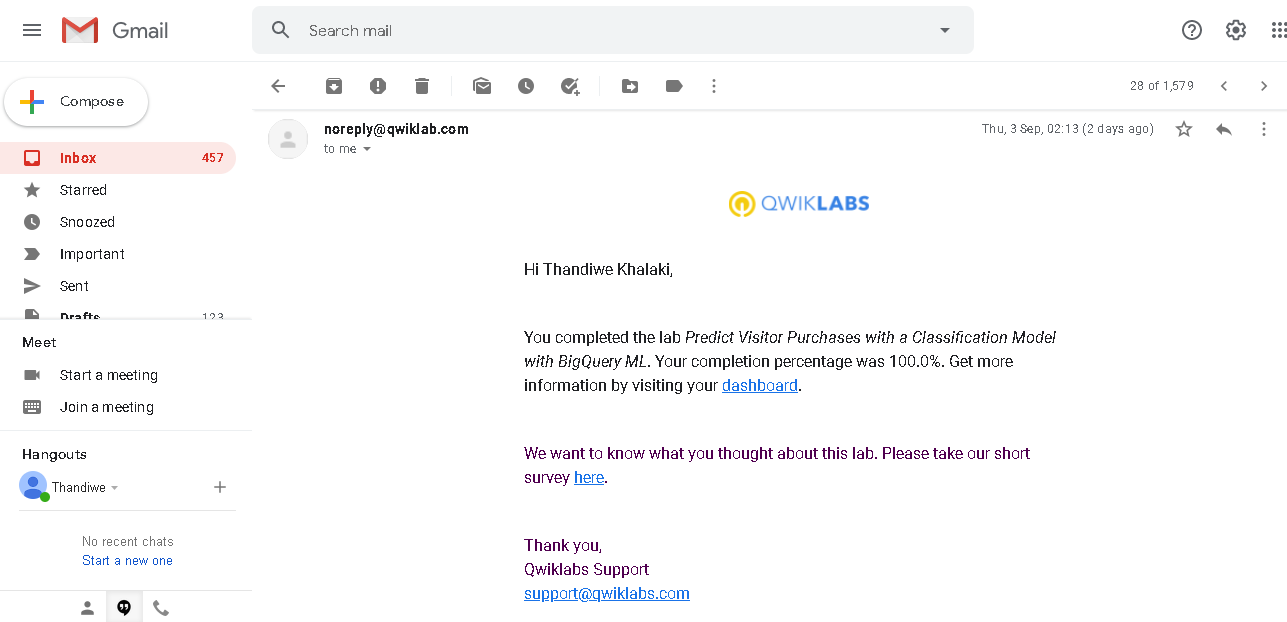 Gmail
Search mail
Compose
28 of 1,579
noreply@qwiklab.com
Thu, 3 Sep, 02:13 (2 days ago)
to me
Inbox 457
Starred
Snoozed
Important
Sent
Drafts 123
Meet
Start a meeting
Join a meeting
Hangouts
Thandiwe
No recent chats
Start a new one
QWIKLABS
Hi Thandiwe Khalaki,
You completed the lab Predict Visitor Purchases with a Classification Model
with BigQuery ML. Your completion percentage was 100.0%. Get more
information by visiting your dashboard.
We want to know what you thought about this lab. Please take our short
survey here.
Thank you,
Qwiklabs Support
support@qwiklabs.com